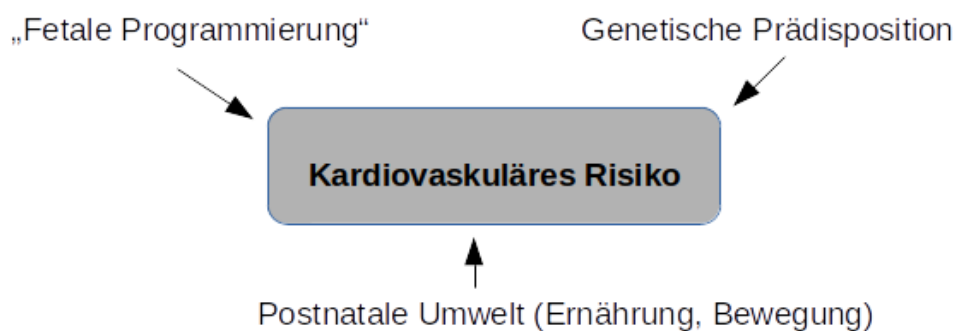 „Fetale Programmierung“
Genetische Prädisposition
Kardiovaskuläres Risiko
Postnatale Umwelt (Ernährung, Bewegung)